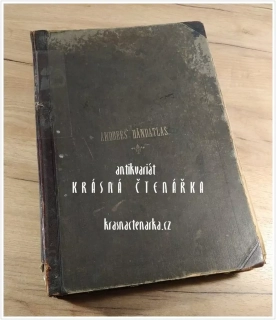 ANDREES HANDATLAS
antikvariát
KRÁSNÁ ČTENÁŘKA
krasnactenarka.cz